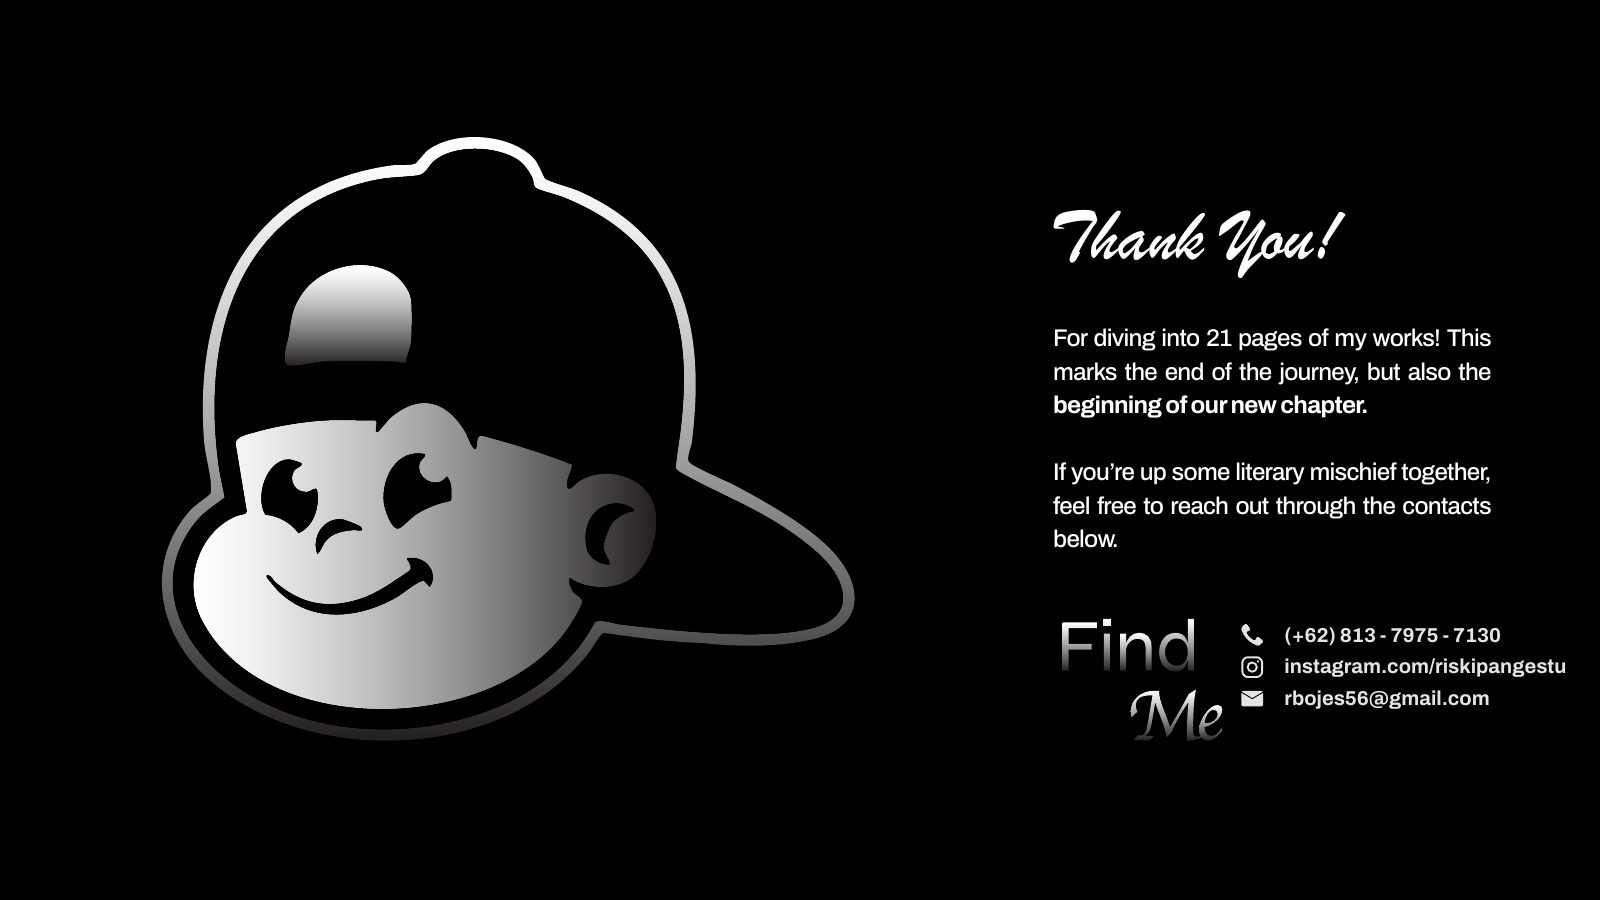 Thank You!
For diving into 21 pages of my works! This
marks the end of the journey, but also the
beginning of our new chapter.
If you’re up some literary mischief together,
feel free to reach out through the contacts
below.
Find
Me
(+62) 813 - 7975 - 7130
instagram.com/riskipangestu
rbojes56@gmail.com